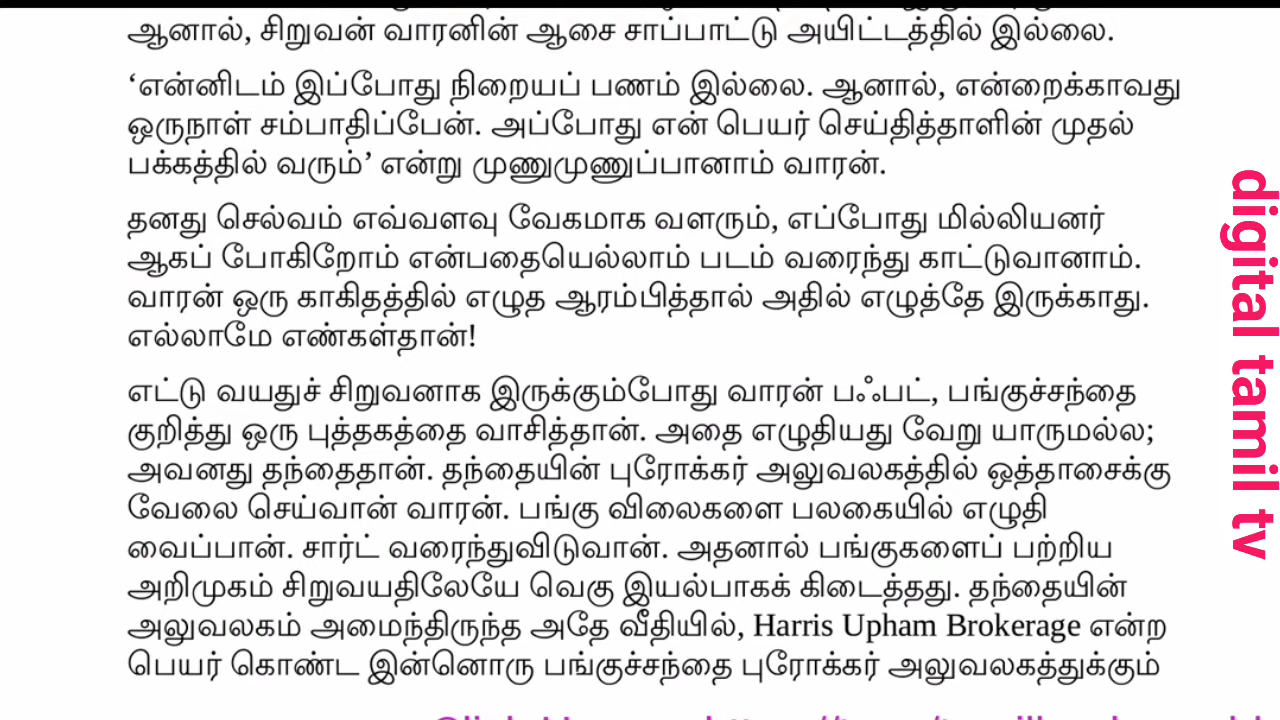 ஆனால், சிறுவன் வாரனின் ஆசை சாப்பாட்டு அயிட்டத்தில் இல்லை.
‘என்னிடம் இப்போது நிறையப் பணம் இல்லை. ஆனால், என்றைக்காவது
ஒருநாள் சம்பாதிப்பேன். அப்போது என் பெயர் செய்தித்தாளின் முதல்
பக்கத்தில் வரும்’ என்று முணுமுணுப்பானாம் வாரன்.
தனது செல்வம் எவ்வளவு வேகமாக வளரும், எப்போது மில்லியனர்
ஆகப் போகிறோம் என்பதையெல்லாம் படம் வரைந்து காட்டுவானாம்.
வாரன் ஒரு காகிதத்தில் எழுத ஆரம்பித்தால் அதில் எழுத்தே இருக்காது.
எல்லாமே எண்கள்தான்!
எட்டு வயதுச் சிறுவனாக இருக்கும்போது வாரன் பஃபட், பங்குச்சந்தை
குறித்து ஒரு புத்தகத்தை வாசித்தான். அதை எழுதியது வேறு யாருமல்ல;
அவனது தந்தைதான். தந்தையின் புரோக்கர் அலுவலகத்தில் ஒத்தாசைக்கு
வேலை செய்வான் வாரன். பங்கு விலைகளை பலகையில் எழுதி
வைப்பான். சார்ட் வரைந்துவிடுவான். அதனால் பங்குகளைப் பற்றிய
அறிமுகம் சிறுவயதிலேயே வெகு இயல்பாகக் கிடைத்தது. தந்தையின்
அலுவலகம் அமைந்திருந்த அதே வீதியில், Harris Upham Brokerage என்ற
பெயர் கொண்ட இன்னொரு பங்குச்சந்தை புரோக்கர் அலுவலகத்துக்கும்
digital tamil tv